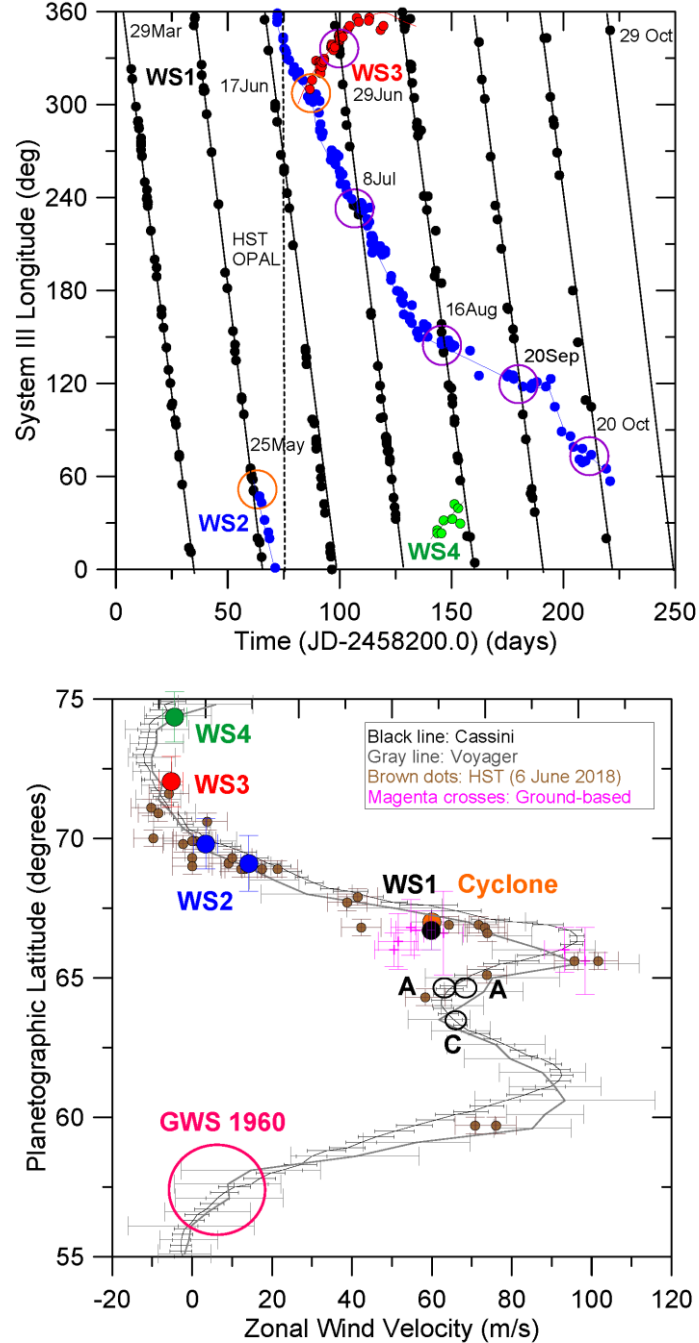 360
300
240
180
120
60
0
System III Longitude (deg)
29Mar
WS1
17Jun
WS3
29Jun
29 Oct
8Jul
HST
OPAL
16Aug
20Sep
25May
20 Oct
WS2
WS4
0
50
100
150
200
250
Time (JD-2458200.0) (days)
75
70
65
60
55
Planetographic Latitude (degrees)
WS4
Black line: Cassini
Gray line: Voyager
Brown dots: HST (6 June 2018)
Magenta crosses: Ground-based
WS3
WS2
WS1
Cyclone
A
A
C
GWS 1960
-20
0
20
40
60
80
100
120
Zonal Wind Velocity (m/s)